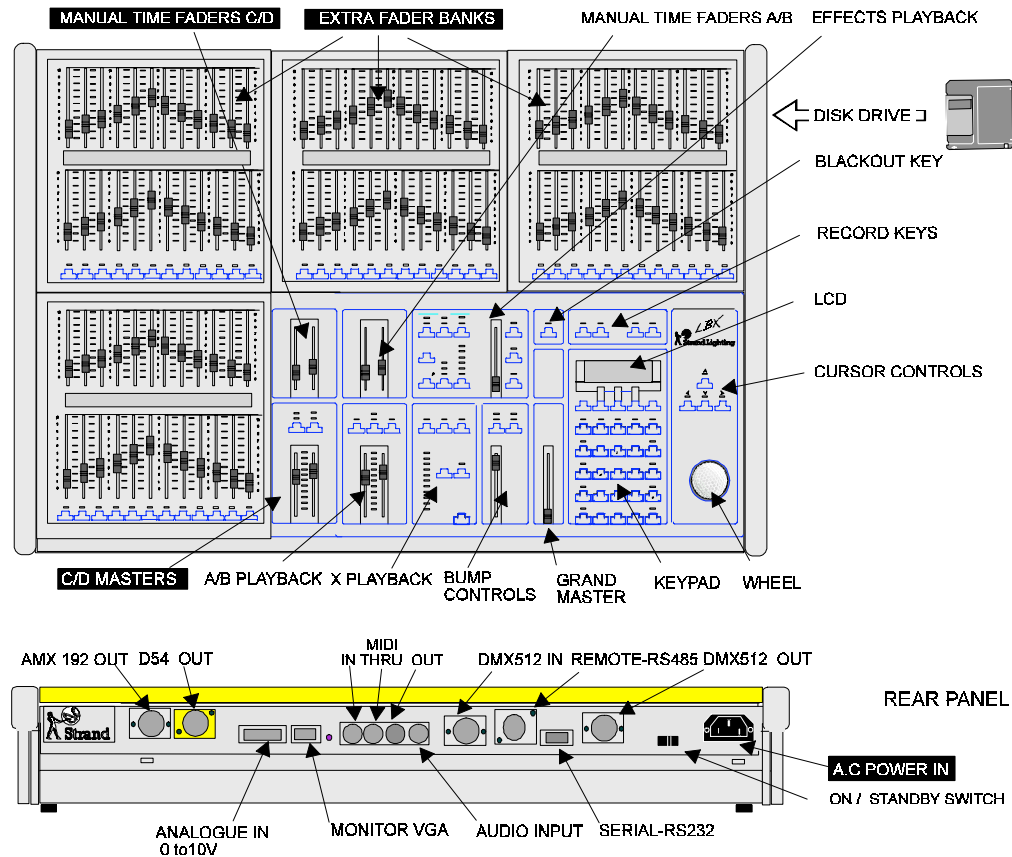 MANUAL TIME FADERS C/D
EXTRA FADER BANKS
MANUAL TIME FADERS A/B
EFFECTS PLAYBACK
DISK DRIVE
BLACKOUT KEY
RECORD KEYS
LCD
LBX
Strand Lighting
CURSOR CONTROLS
C/D MASTERS
A/B PLAYBACK
X PLAYBACK
BUMP
CONTROLS
GRAND
MASTER
KEYPAD
WHEEL
AMX 192 OUT
D54 OUT
MIDI
IN THRU OUT
DMX512 IN
REMOTE-RS485
DMX512 OUT
REAR PANEL
Strand
A.C POWER IN
ON / STANDBY SWITCH
ANALOGUE IN
0 to10V
MONITOR VGA
AUDIO INPUT
SERIAL-RS232